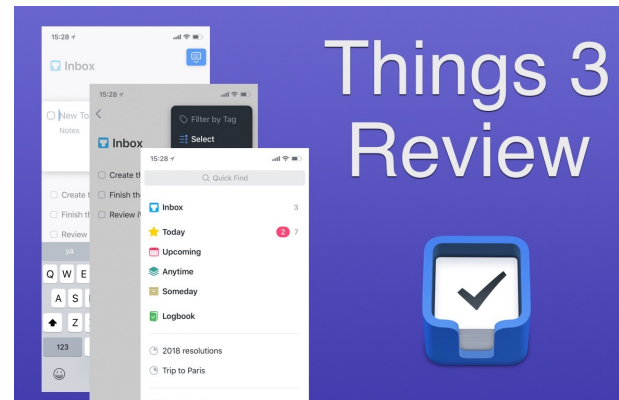 15:28
Inbox
New To
Notes
Create t
Finish th
Review
ya
Q W E
A S
Z
123
15:28
Filter by Tag
Select
Inbox
Create th
Finish the
Review
15:28
Quick Find
Inbox 3
Today 2 7
Upcoming
Anytime
Someday
Logbook
2018 resolutions
Trip to Paris
Things 3
Review